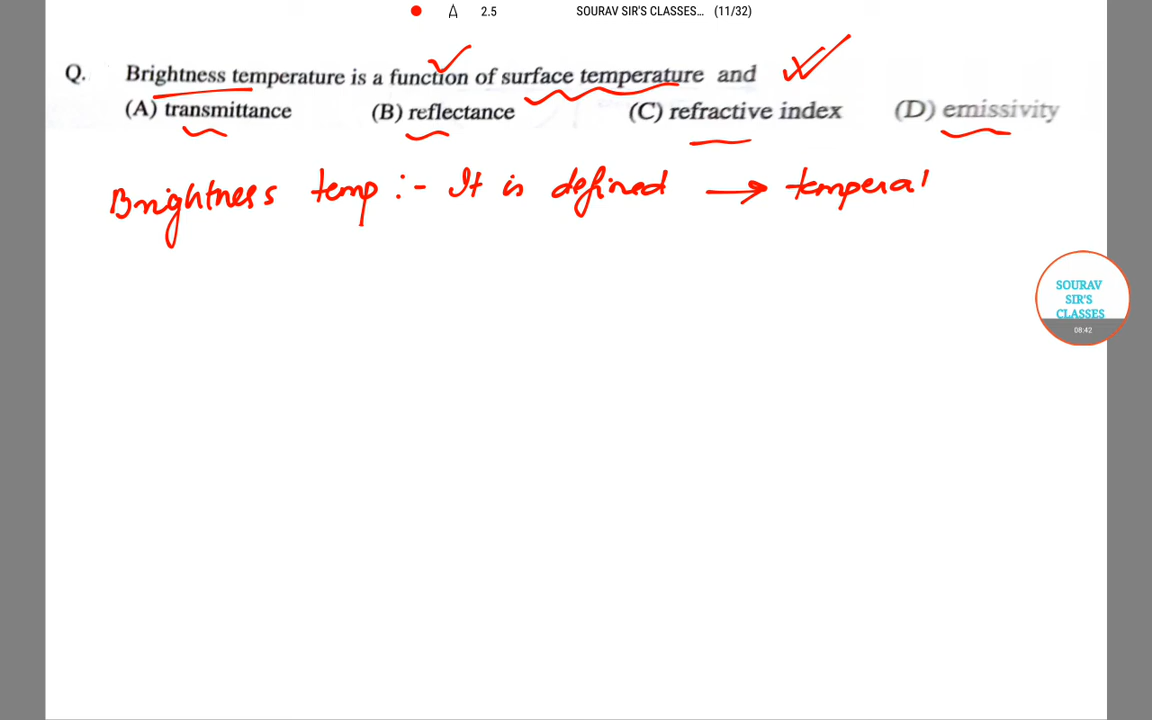 2.5 SOURAV SIR'S CLASSES... (11/32)
Q. Brightness temperature is a function of surface temperature and
(A) transmittance (B) reflectance (C) refractive index (D) emissivity
Brightness temp :- It is defined → temperat
SOURAV
SIR'S
CLASSES
08:42